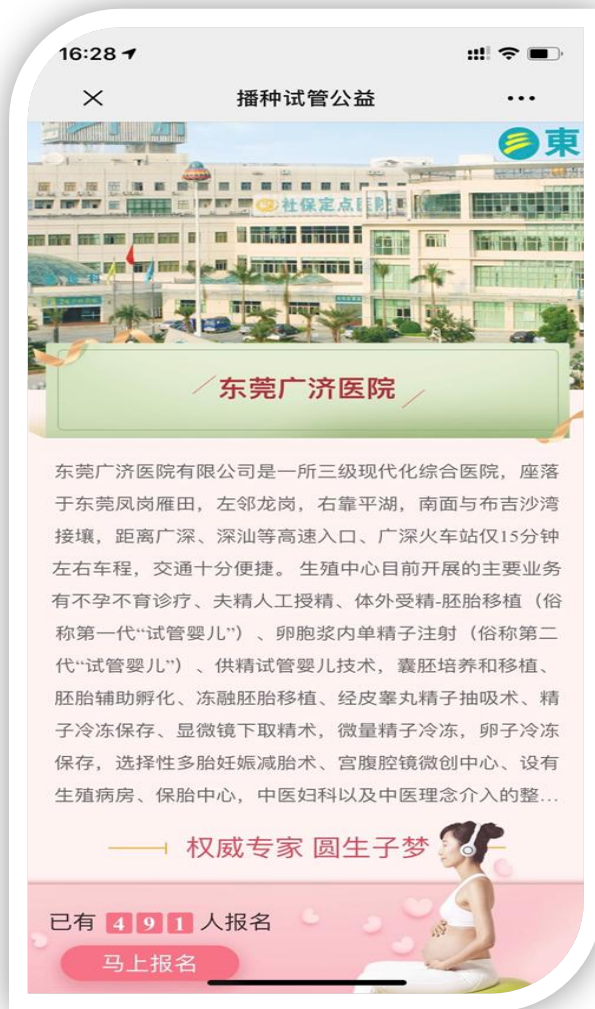 16:28
播种试管公益
東
社保定点医院
东莞广济医院
东莞广济医院有限公司是一所三级现代化综合医院，座落
于东莞凤岗雁田，左邻龙岗，右靠平湖，南面与布吉沙湾
接壤，距离广深、深汕等高速入口、广深火车站仅15分钟
左右车程，交通十分便捷。 生殖中心目前开展的主要业务
有不孕不育诊疗、夫精人工授精、体外受精-胚胎移植（俗
称第一代“试管婴儿”）、卵胞浆内单精子注射（俗称第二
代“试管婴儿”）、供精试管婴儿技术，囊胚培养和移植、
胚胎辅助孵化、冻融胚胎移植、经皮睾丸精子抽吸术、精
子冷冻保存、显微镜下取精术，微量精子冷冻，卵子冷冻
保存，选择性多胎妊娠减胎术、宫腹腔镜微创中心、设有
生殖病房、保胎中心，中医妇科以及中医理念介入的整...
权威专家 圆生子梦
已有 491 人报名
马上报名